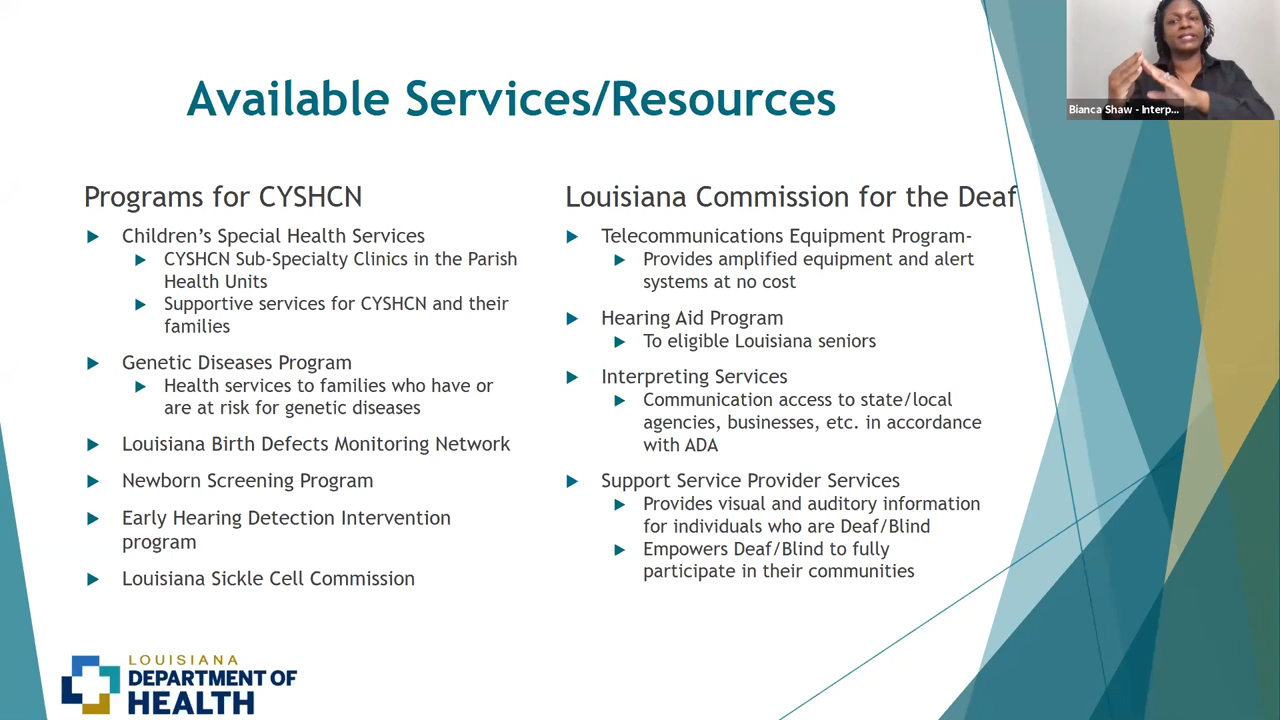 Available Services/Resources
Programs for CYSHCN
Children's Special Health Services
CYSHCN Sub-Specialty Clinics in the Parish
Health Units
Supportive services for CYSHCN and their
families
Genetic Diseases Program
Health services to families who have or
are at risk for genetic diseases
Louisiana Birth Defects Monitoring Network
Newborn Screening Program
Early Hearing Detection Intervention
program
Louisiana Sickle Cell Commission
Louisiana Commission for the Deaf
Telecommunications Equipment Program-
Provides amplified equipment and alert
systems at no cost
Hearing Aid Program
To eligible Louisiana seniors
Interpreting Services
Communication access to state/local
agencies, businesses, etc. in accordance
with ADA
Support Service Provider Services
Provides visual and auditory information
for individuals who are Deaf/Blind
Empowers Deaf/Blind to fully
participate in their communities
Bianca Shaw - Interp...
LOUISIANA
DEPARTMENT OF
HEALTH